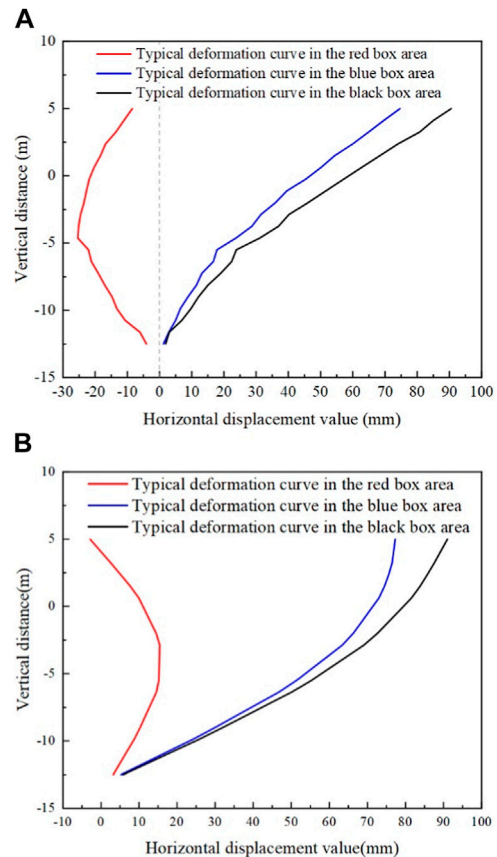 A
Typical deformation curve in the red box area
Typical deformation curve in the blue box area
Typical deformation curve in the black box area
10
5
0
-5
-10
-15
Vertical distance (m)
-30 -20 -10 0 10 20 30 40 50 60 70 80 90 100
Horizontal displacement value (mm)
B
Typical deformation curve in the red box area
Typical deformation curve in the blue box area
Typical deformation curve in the black box area
10
5
0
-5
-10
-15
Vertical distance(m)
-10 0 10 20 30 40 50 60 70 80 90 100
Horizontal displacement value(mm)